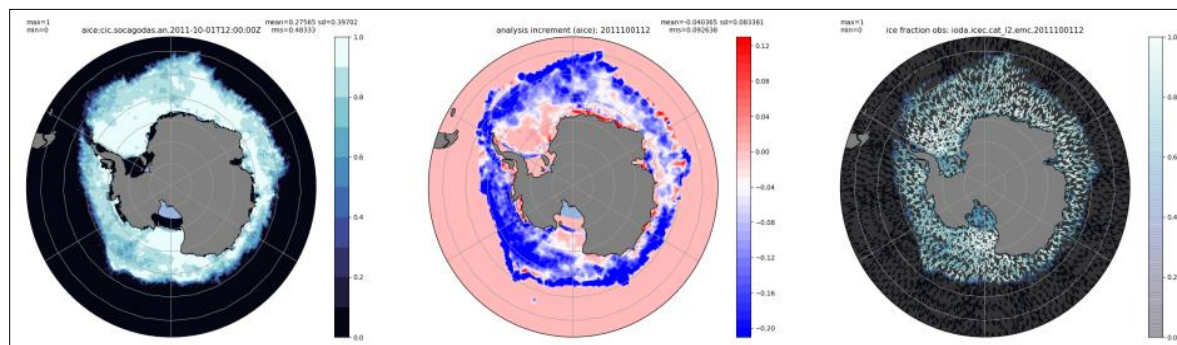 max=1
min=0
aice:cic.socagodas.an.2011-10-01T12:00:00Z
mean=0.27565 sd=0.39702
rms=0.48333
1.0
0.8
0.6
0.4
0.2
0.0
analysis increment (aice): 2011100112
mean=-0.040365 sd=0.083381
rms=0.092638
0.12
0.08
0.04
0.00
−0.04
−0.08
−0.12
−0.16
−0.20
max=1
min=0
ice fraction obs: ioda.icec.cat_l2.emc.2011100112
1.0
0.8
0.6
0.4
0.2
0.0